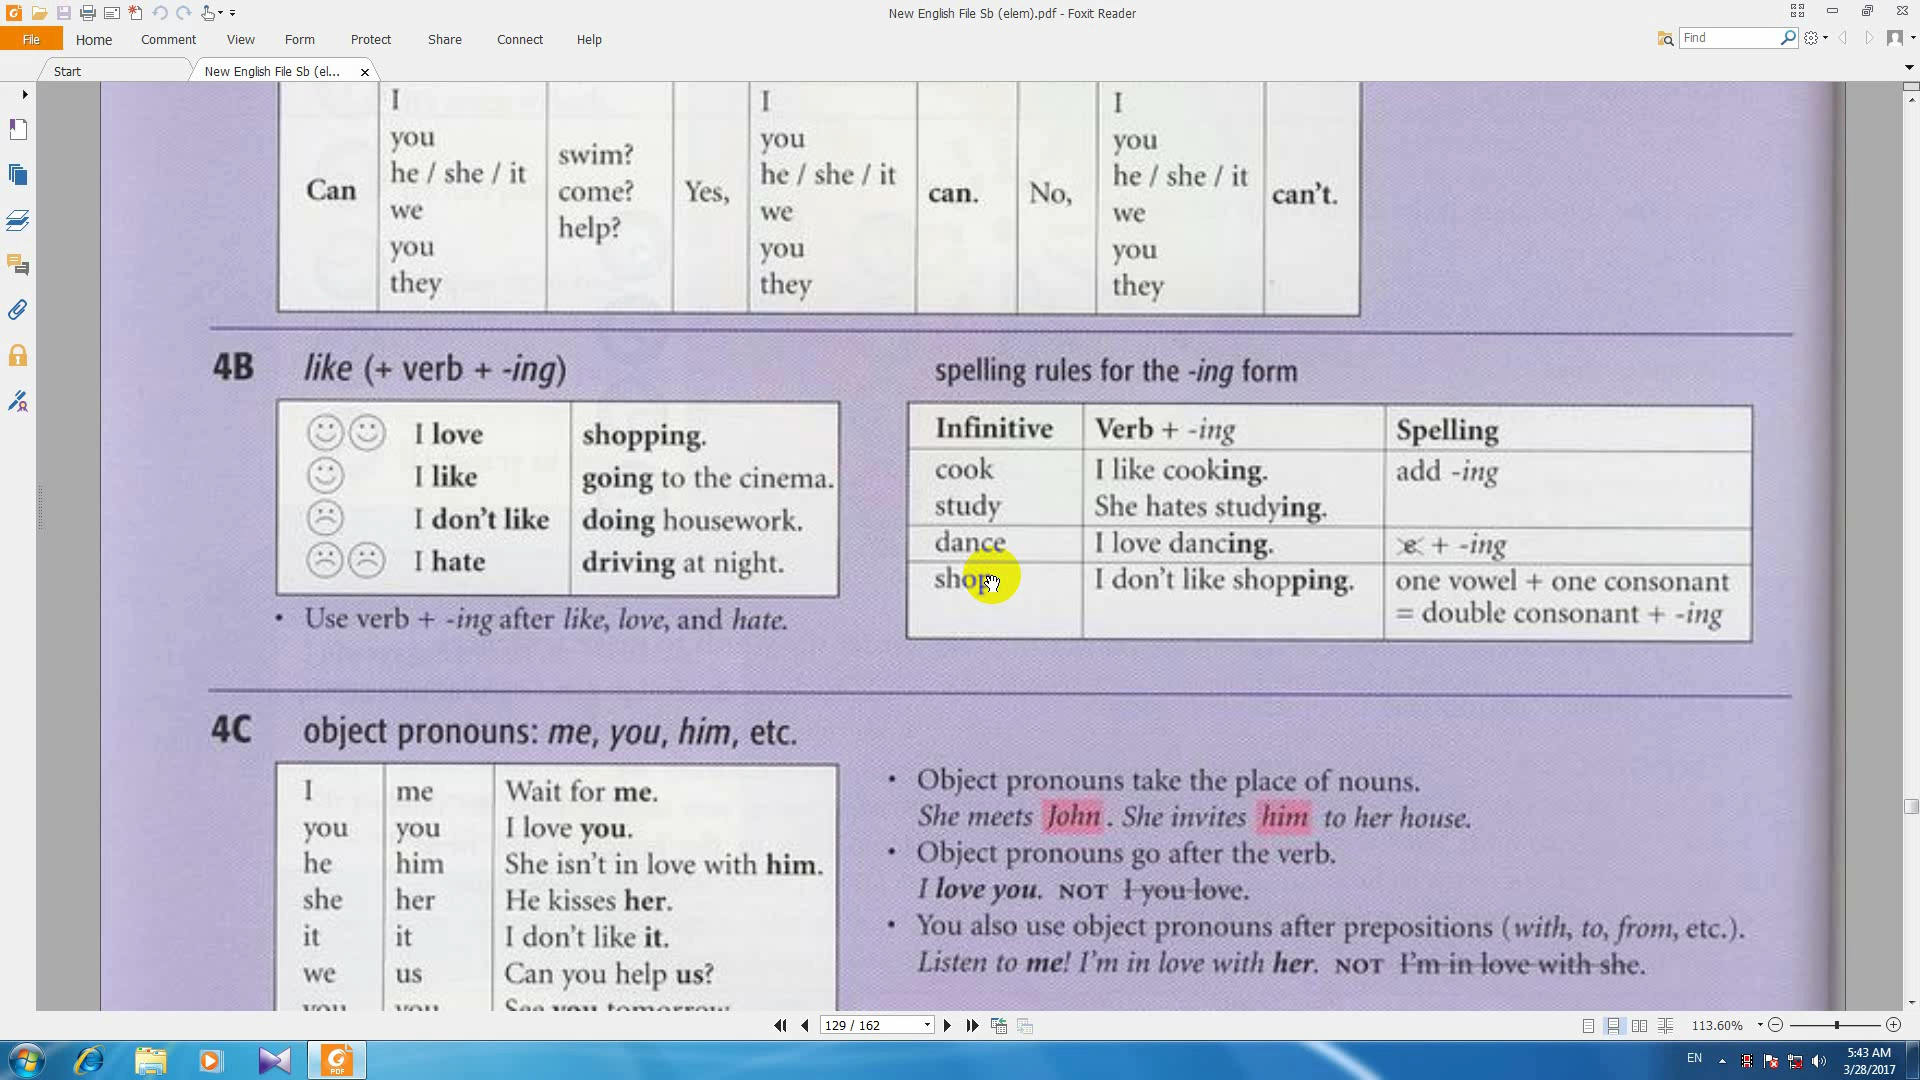 New English File Sb (elem).pdf - Foxit Reader
File Home Comment View Form Protect Share Connect Help
Find
Start
New English File Sb (el...
I
you
he / she / it
we
you
they
Can
swim?
come?
help?
Yes,
I
you
he / she / it
we
you
they
can.
No,
I
you
he / she / it
we
you
they
can't.
4B like (+ verb + -ing)
I love shopping.
I like going to the cinema.
I don't like doing housework.
I hate driving at night.
• Use verb + -ing after like, love, and hate.
spelling rules for the -ing form
Infinitive Verb + -ing Spelling
cook I like cooking. add -ing
study She hates studying.
dance I love dancing. e + -ing
shop I don't like shopping. one vowel + one consonant
= double consonant + -ing
4C object pronouns: me, you, him, etc.
I me Wait for me.
you you I love you.
he him She isn't in love with him.
she her He kisses her.
it it I don't like it.
we us Can you help us?
you you See you tomorrow
• Object pronouns take the place of nouns.
She meets John. She invites him to her house.
• Object pronouns go after the verb.
I love you. NOT I you love.
• You also use object pronouns after prepositions (with, to, from, etc.).
Listen to me! I'm in love with her. NOT I'm in love with she.
129 / 162
113.60%
PDF
EN
5:43 AM
3/28/2017